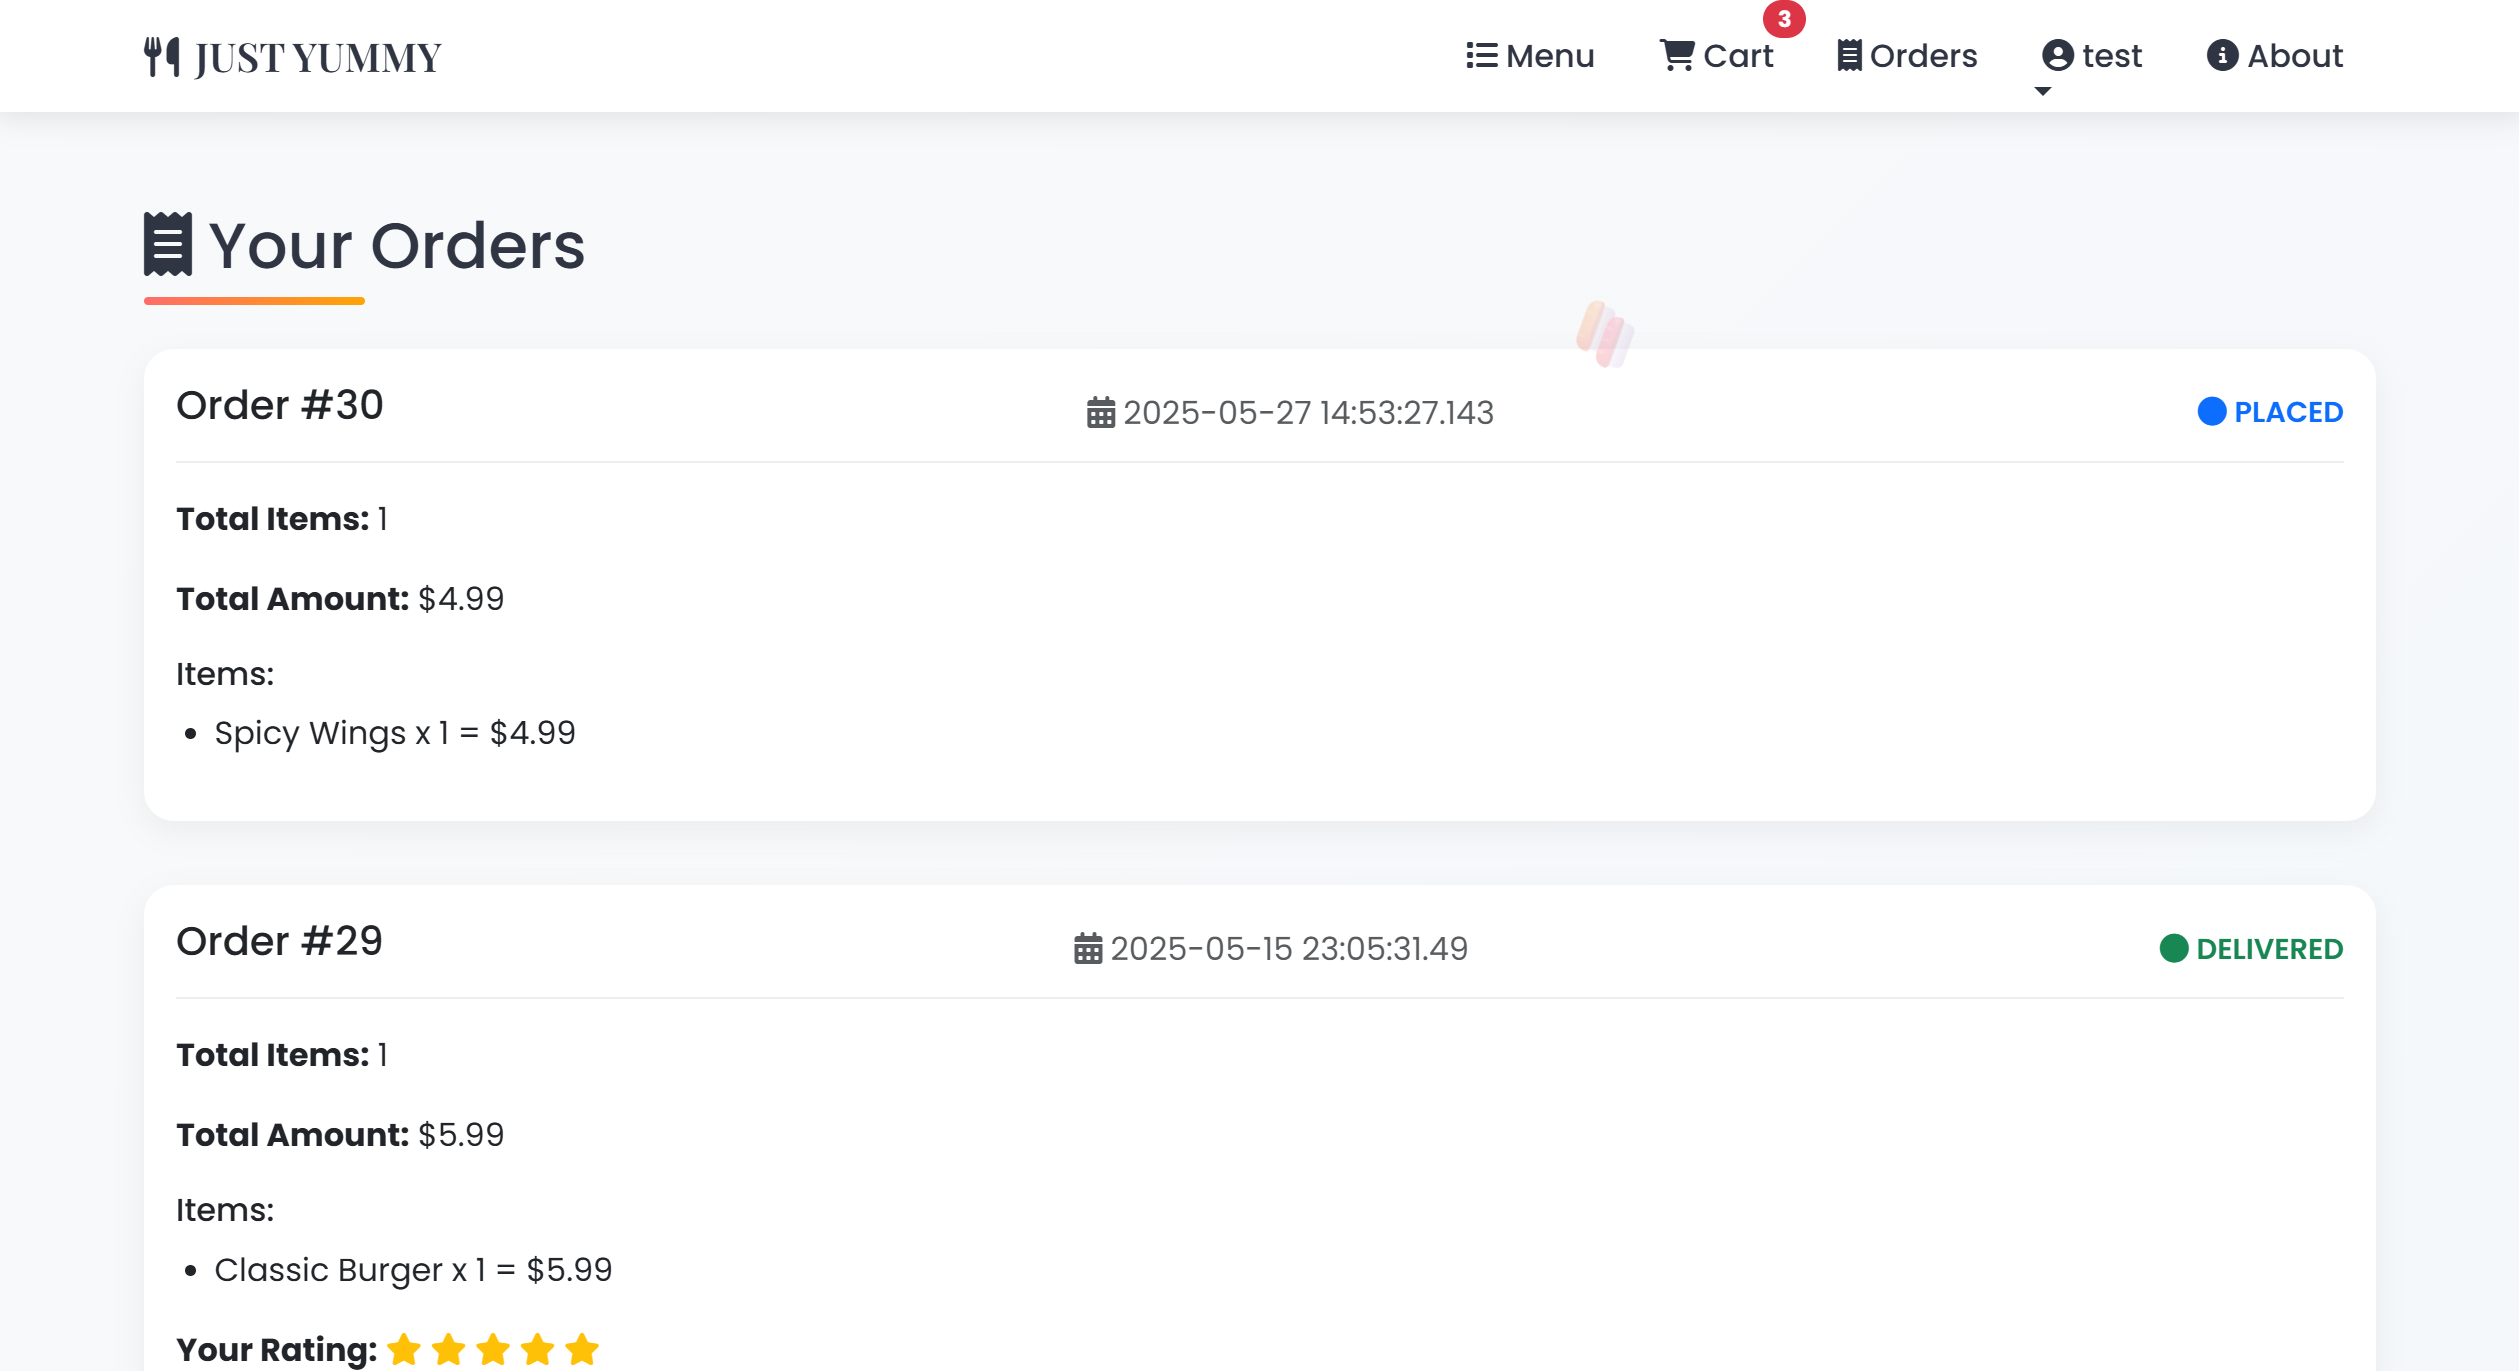 JUST YUMMY
Menu
Cart
3
Orders
test
About
Your Orders
Order #30
2025-05-27 14:53:27.143
PLACED
Total Items: 1
Total Amount: $4.99
Items:
• Spicy Wings x 1 = $4.99
Order #29
2025-05-15 23:05:31.49
DELIVERED
Total Items: 1
Total Amount: $5.99
Items:
• Classic Burger x 1 = $5.99
Your Rating: